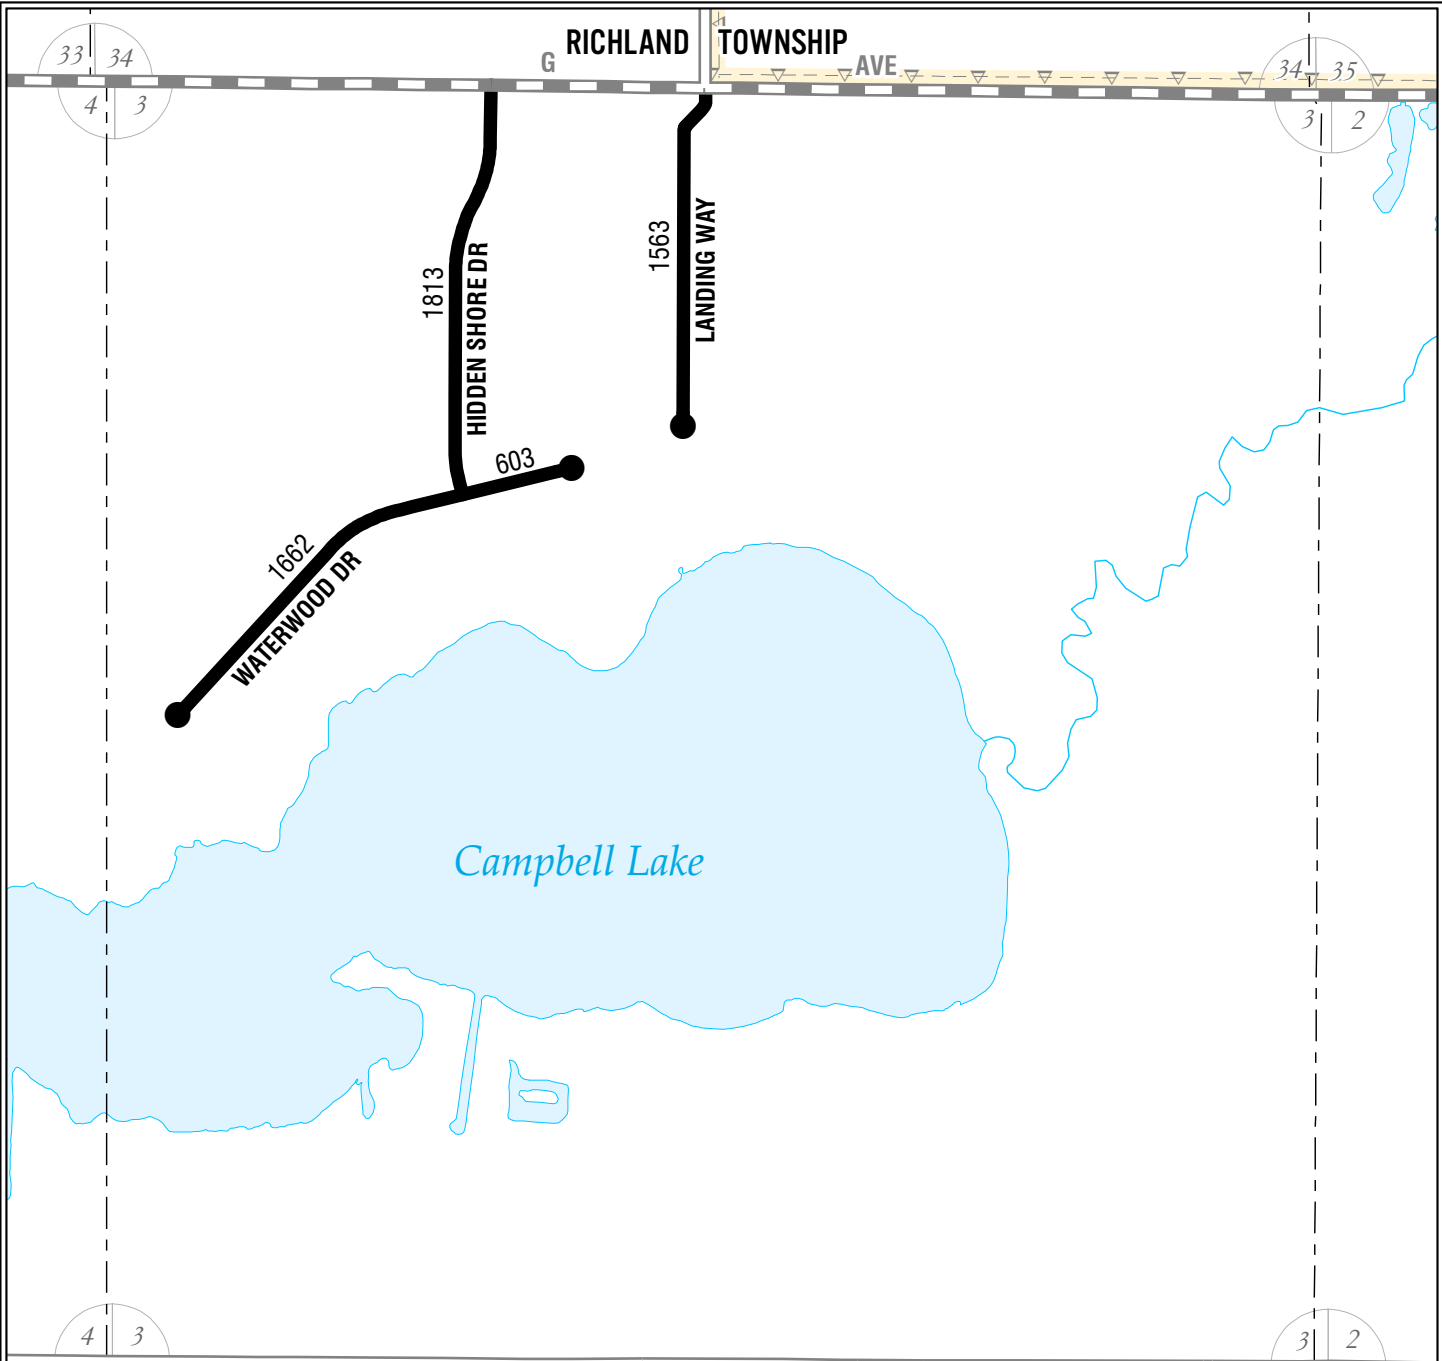 RICHLAND TOWNSHIP
G AVE
33 34
4 3
34 35
3 2
1813
HIDDEN SHORE DR
1563
LANDING WAY
603
1662
WATERWOOD DR
Campbell Lake
4 3
3 2